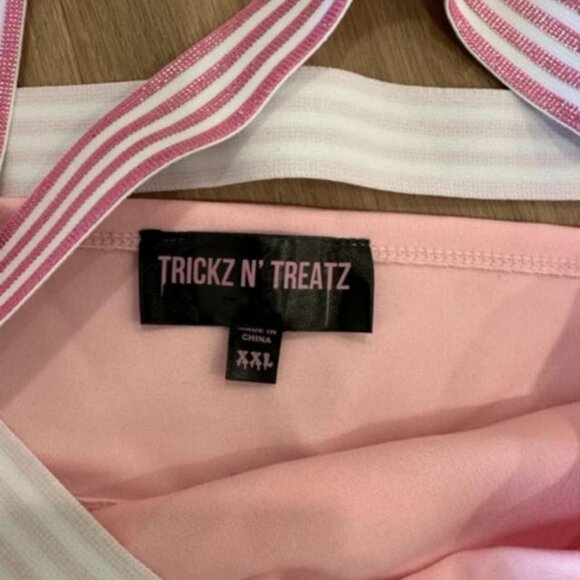 TRICKZ N' TREATZ
MADE IN
CHINA
XXL